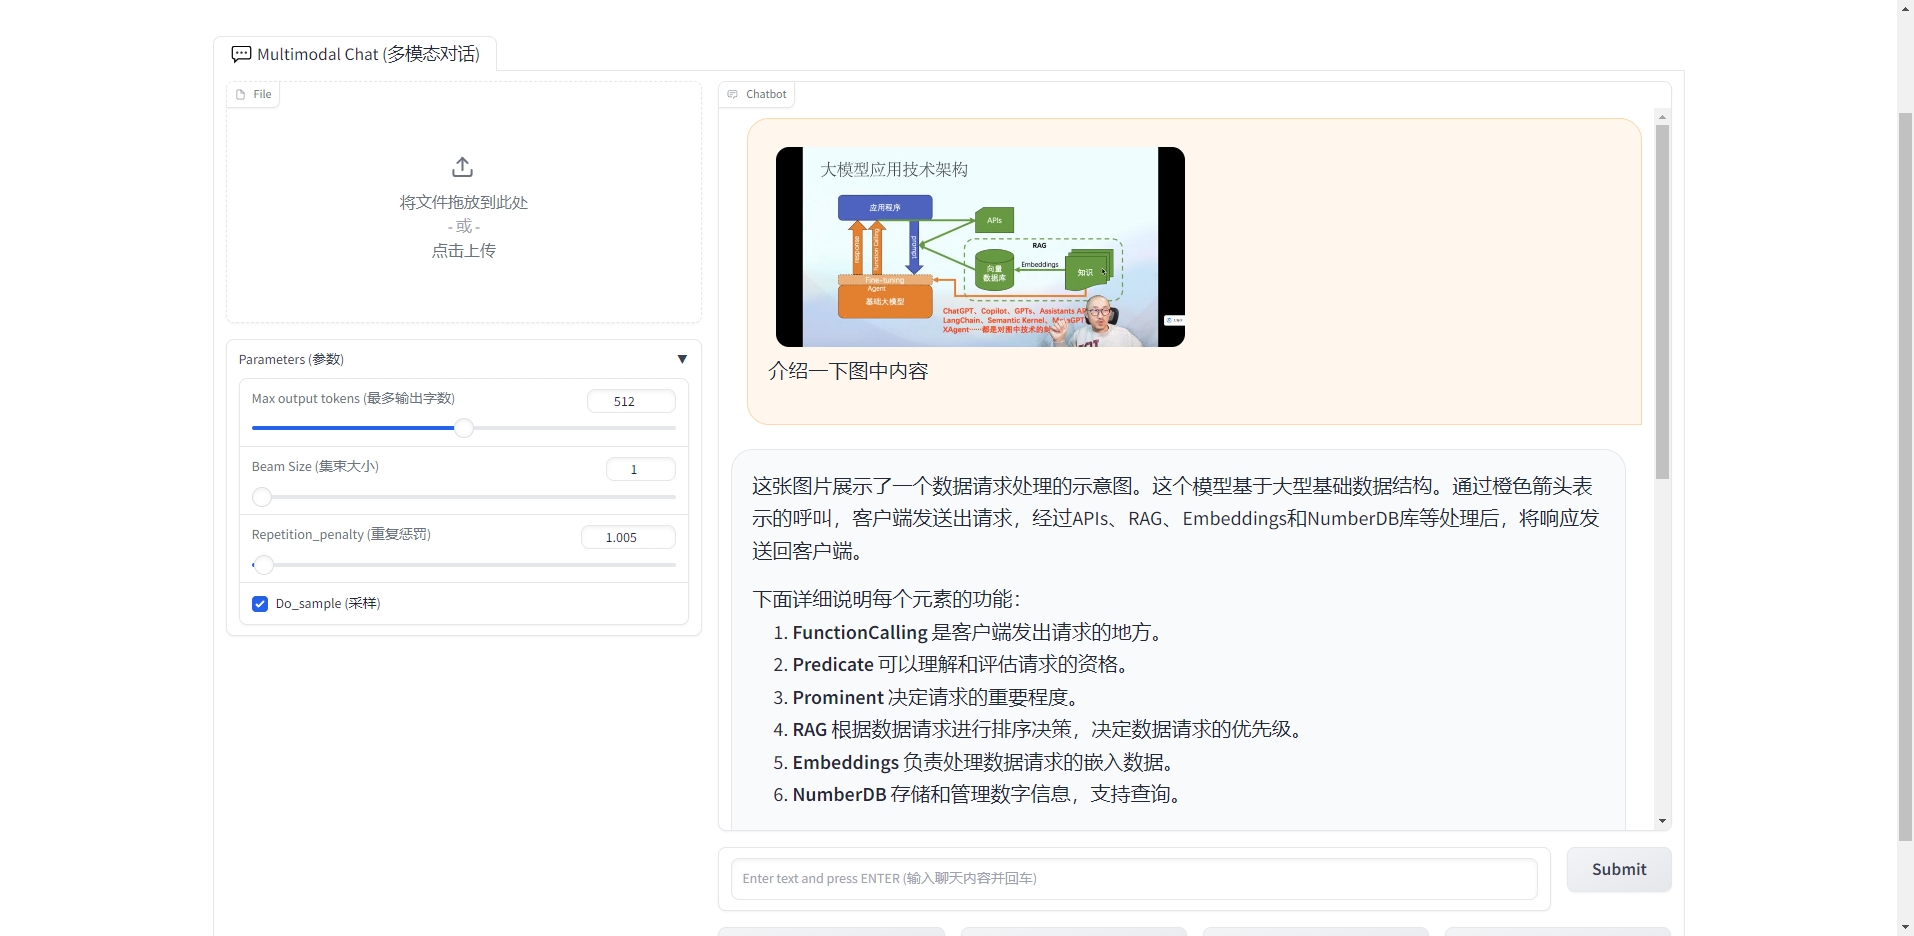 Multimodal Chat (多模态对话)
File
将文件拖放到此处
- 或 -
点击上传
Parameters (参数)
▼
Max output tokens (最多输出字数)
512
Beam Size (集束大小)
1
Repetition_penalty (重复惩罚)
1.005
Do_sample (采样)
Chatbot
大模型应用技术架构
应用程序
APIs
response
Function Calling
prompt
RAG
向量
数据库
Embeddings
知识
Fine-tuning
Agent
基础大模型
ChatGPT、Copilot、GPTs、Assistants AP
LangChain、Semantic Kernel、M
GPT
XAgent……都是对图中技术的
介绍一下图中内容
这张图片展示了一个数据请求处理的示意图。这个模型基于大型基础数据结构。通过橙色箭头表
示的呼叫，客户端发送出请求，经过APIs、RAG、Embeddings和NumberDB库等处理后，将响应发
送回客户端。
下面详细说明每个元素的功能：
1. FunctionCalling 是客户端发出请求的地方。
2. Predicate 可以理解和评估请求的资格。
3. Prominent 决定请求的重要程度。
4. RAG 根据数据请求进行排序决策，决定数据请求的优先级。
5. Embeddings 负责处理数据请求的嵌入数据。
6. NumberDB 存储和管理数字信息，支持查询。
Enter text and press ENTER (输入聊天内容并回车)
Submit